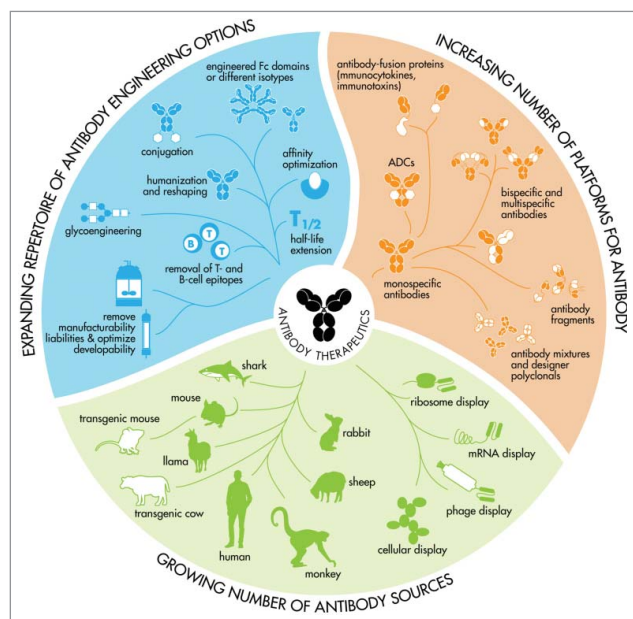 EXPANDING REPERTOIRE OF ANTIBODY ENGINEERING OPTIONS
engineered Fc domains
or different isotypes
conjugation
affinity
optimization
humanization
and reshaping
glycoengineering
T1/2
half-life
extension
B
T
T
removal of T- and
B-cell epitopes
remove
manufacturability
liabilities & optimize
developability
INCREASING NUMBER OF PLATFORMS FOR ANTIBODY
antibody-fusion proteins
(mmunocytokines,
immunotoxins)
ADCs
bispecific and
multispecific
antibodies
monospecific
antibodies
antibody
fragments
antibody mixtures
and designer
polyclonals
ANTIBODY THERAPEUTICS
shark
mouse
transgenic mouse
llama
transgenic cow
human
monkey
rabbit
sheep
ribosome display
mRNA display
phage display
cellular display
GROWING NUMBER OF ANTIBODY SOURCES